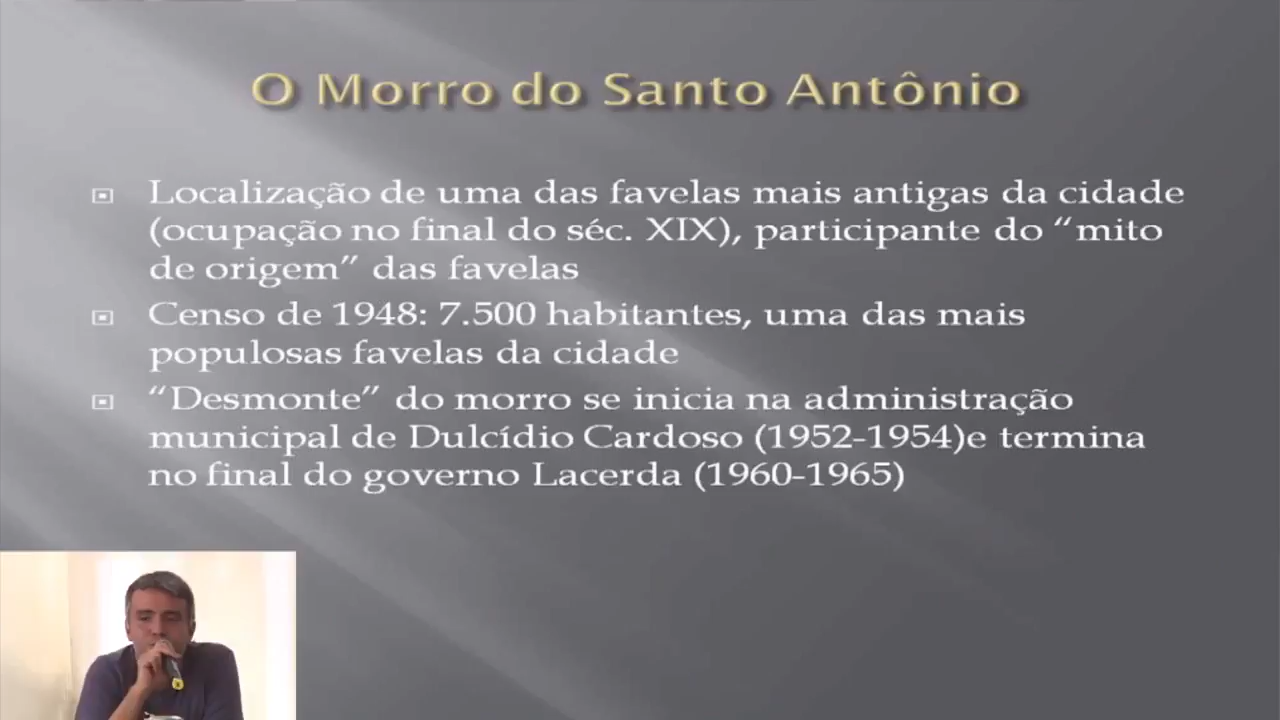 O Morro do Santo Antônio
Localização de uma das favelas mais antigas da cidade
(ocupação no final do séc. XIX), participante do “mito
de origem” das favelas
Censo de 1948: 7.500 habitantes, uma das mais
populosas favelas da cidade
“Desmonte” do morro se inicia na administração
municipal de Dulcídio Cardoso (1952-1954)e termina
no final do governo Lacerda (1960-1965)